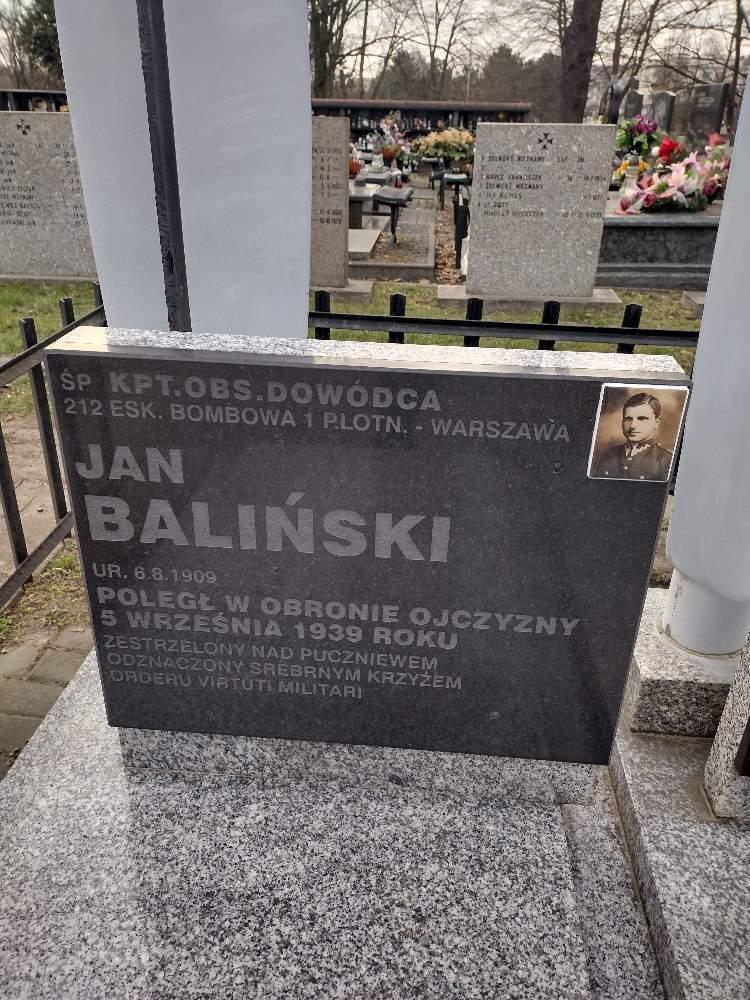 ŚP KPT.OBS.DOWÓDCA
212 ESK. BOMBOWA 1 P.LOTN. - WARSZAWA
JAN
BALIŃSKI
UR. 6.8.1909
POLEGŁ W OBRONIE OJCZYZNY
5 WRZEŚNIA 1939 ROKU
ZESTRZELONY NAD PUCZNIEWEM
ODZNACZONY SREBRNYM KRZYŻEM
ORDERU VIRTUTI MILITARI